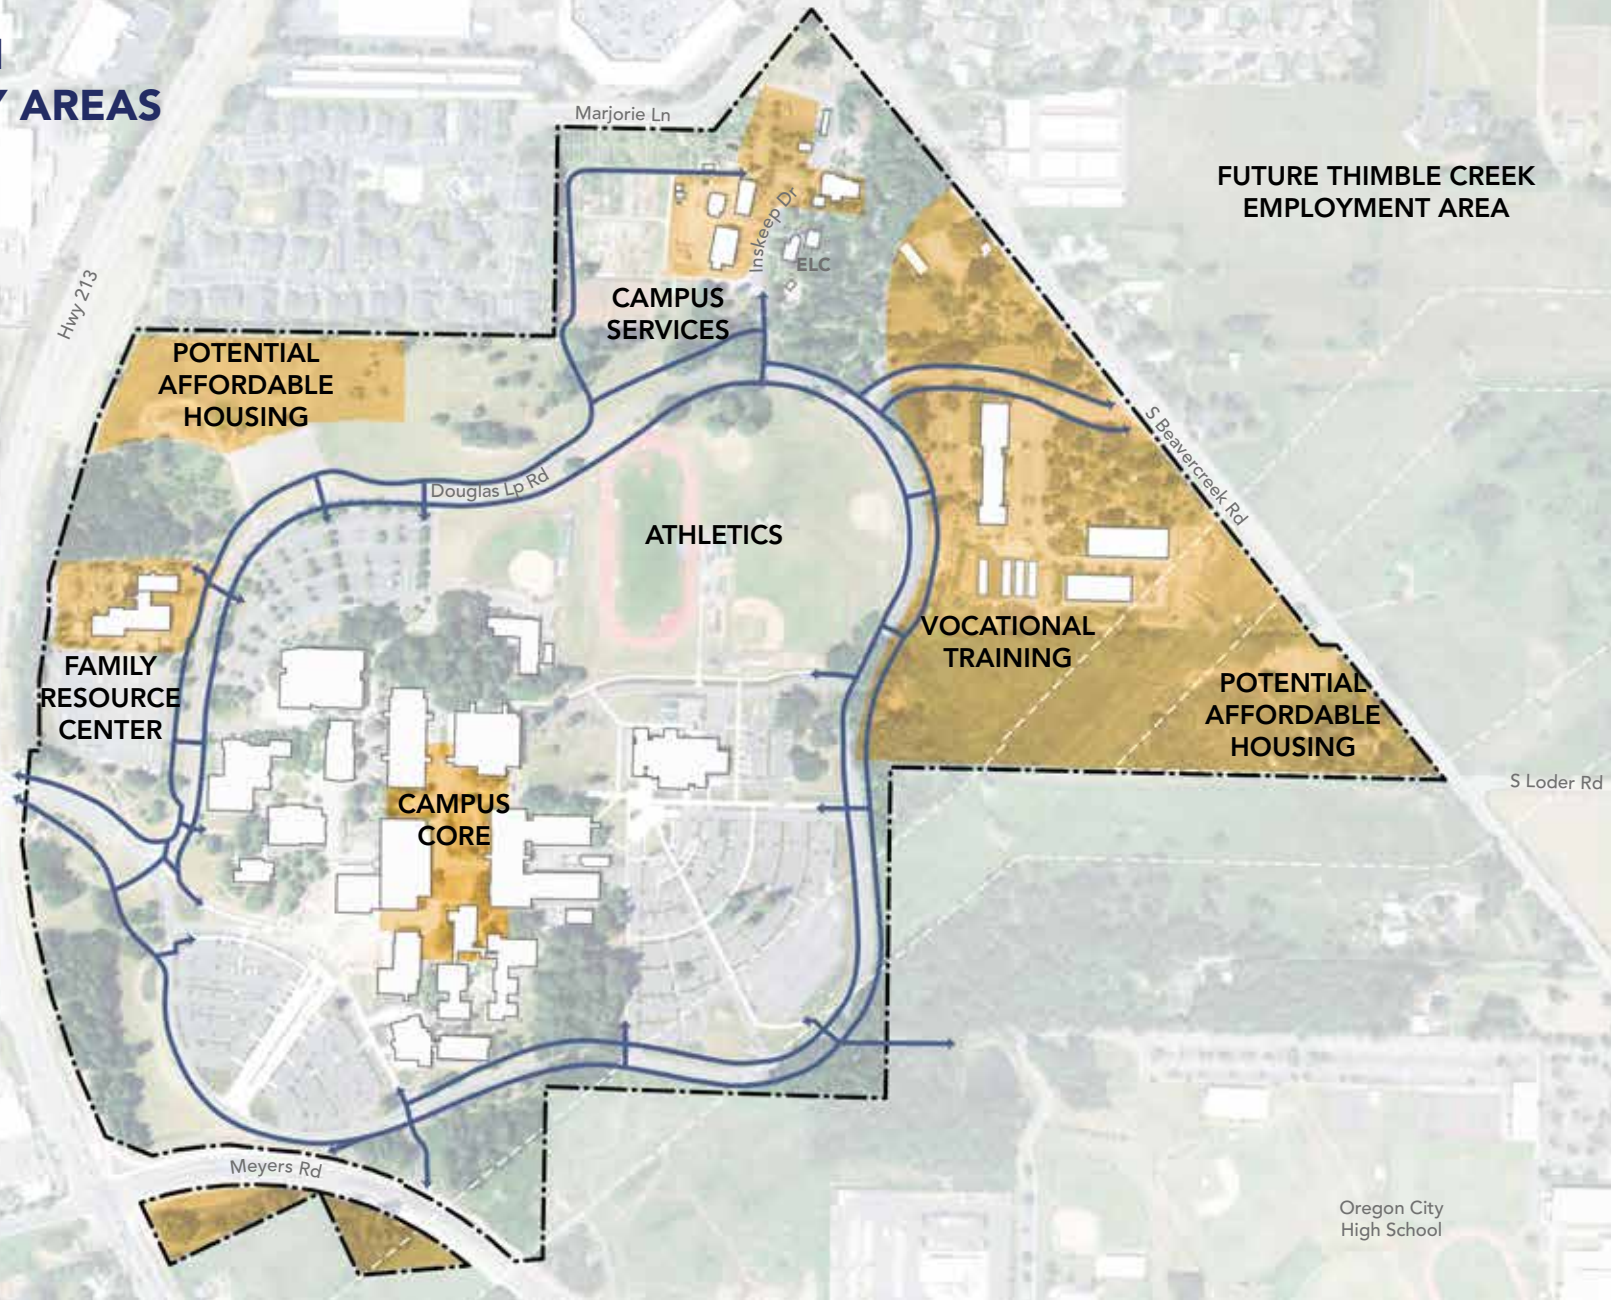 Y AREAS
Marjorie Ln
FUTURE THIMBLE CREEK
EMPLOYMENT AREA
Inskeep Dr
ELC
Hwy 213
CAMPUS
SERVICES
POTENTIAL
AFFORDABLE
HOUSING
S Beavercreek Rd
Douglas Lp Rd
ATHLETICS
VOCATIONAL
TRAINING
FAMILY
RESOURCE
CENTER
POTENTIAL
AFFORDABLE
HOUSING
S Loder Rd
CAMPUS
CORE
Meyers Rd
Oregon City
High School